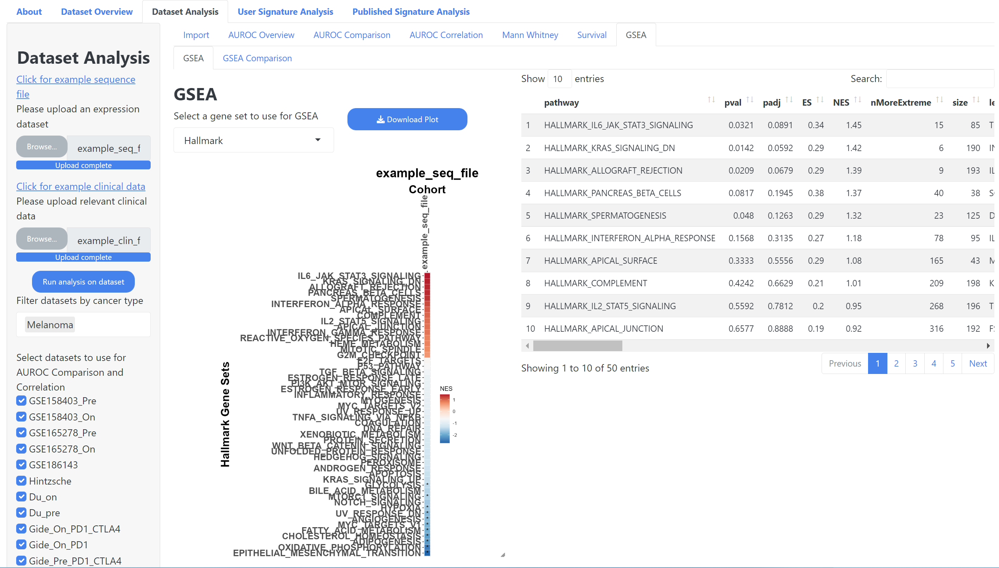 About Dataset Overview Dataset Analysis User Signature Analysis Published Signature Analysis
Import AUROC Overview AUROC Comparison AUROC Correlation Mann Whitney Survival GSEA
GSEA GSEA Comparison
Dataset Analysis
Click for example sequence
file
Please upload an expression
dataset
Browse... example_seq_f
Upload complete
Click for example clinical data
Please upload relevant clinical
data
Browse... example_clin_f
Upload complete
Run analysis on dataset
Filter datasets by cancer type
Melanoma
Select datasets to use for
AUROC Comparison and
Correlation
GSE158403_Pre
GSE158403_On
GSE165278_Pre
GSE165278_On
GSE186143
Hintzsche
Du_on
Du_pre
Gide_On_PD1_CTLA4
Gide_On_PD1
Gide_Pre_PD1_CTLA4
GSEA
Select a gene set to use for GSEA
Hallmark
Download Plot
example_seq_file
Cohort
example_seq_file
Hallmark Gene Sets
IL6_JAK_STAT3_SIGNALING
KRAS_SIGNALING_DN
ALLOGRAFT_REJECTION
PANCREAS_BETA_CELLS
SPERMATOGENESIS
INTERFERON_ALPHA_RESPONSE
APICAL_SURFACE
COMPLEMENT
IL2_STAT5_SIGNALING
APICAL_JUNCTION
INTERFERON_GAMMA_RESPONSE
REACTIVE_OXYGEN_SPECIES_PATHWAY
HEME_METABOLISM
MITOTIC_SPINDLE
G2M_CHECKPOINT
E2F_TARGETS
P53_PATHWAY
TGF_BETA_SIGNALING
ESTROGEN_RESPONSE_LATE
PI3K_AKT_MTOR_SIGNALING
ESTROGEN_RESPONSE_EARLY
INFLAMMATORY_RESPONSE
MYOGENESIS
MYC_TARGETS_V2
UV_RESPONSE_UP
TNFA_SIGNALING_VIA_NFKB
COAGULATION
DNA_REPAIR
XENOBIOTIC_METABOLISM
PROTEIN_SECRETION
WNT_BETA_CATENIN_SIGNALING
UNFOLDED_PROTEIN_RESPONSE
HEDGEHOG_SIGNALING
PEROXISOME
ANDROGEN_RESPONSE
APOPTOSIS
KRAS_SIGNALING_UP
GLYCOLYSIS *
BILE_ACID_METABOLISM
MTORC1_SIGNALING *
NOTCH_SIGNALING
HYPOXIA *
UV_RESPONSE_DN *
ANGIOGENESIS *
MYC_TARGETS_V1 *
FATTY_ACID_METABOLISM *
CHOLESTEROL_HOMEOSTASIS *
ADIPOGENESIS *
OXIDATIVE_PHOSPHORYLATION *
EPITHELIAL_MESENCHYMAL_TRANSITION *
NES
1
0
-1
-2
Show 10 entries
Search:
pathway pval padj ES NES nMoreExtreme size le
1 HALLMARK_IL6_JAK_STAT3_SIGNALING 0.0321 0.0891 0.34 1.45 15 85 T
2 HALLMARK_KRAS_SIGNALING_DN 0.0142 0.0592 0.29 1.42 6 190 IN
3 HALLMARK_ALLOGRAFT_REJECTION 0.0209 0.0679 0.29 1.39 9 193 IL
4 HALLMARK_PANCREAS_BETA_CELLS 0.0817 0.1945 0.38 1.37 40 38 S
5 HALLMARK_SPERMATOGENESIS 0.048 0.1263 0.29 1.32 23 125 D
6 HALLMARK_INTERFERON_ALPHA_RESPONSE 0.1568 0.3135 0.27 1.18 78 95 IL
7 HALLMARK_APICAL_SURFACE 0.3333 0.5556 0.29 1.08 165 43 M
8 HALLMARK_COMPLEMENT 0.4242 0.6629 0.21 1.01 209 198 K
9 HALLMARK_IL2_STAT5_SIGNALING 0.5592 0.7812 0.2 0.95 268 196 T
10 HALLMARK_APICAL_JUNCTION 0.6577 0.8888 0.19 0.92 316 192 F
Showing 1 to 10 of 50 entries
Previous 1 2 3 4 5 Next